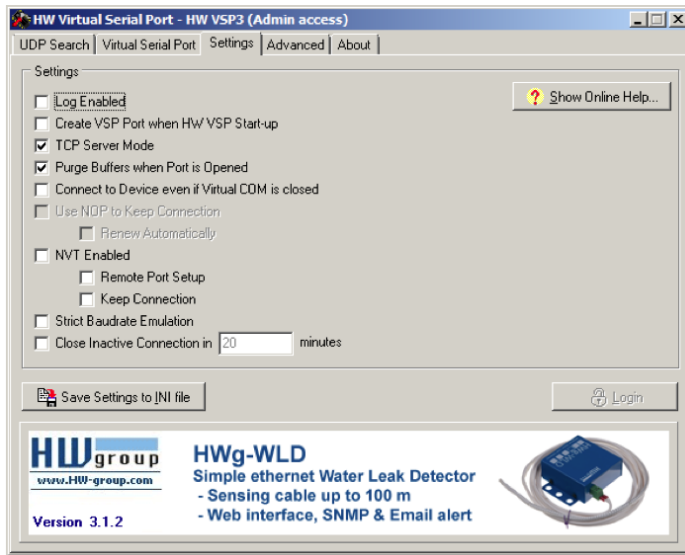 HW Virtual Serial Port - HW VSP3 (Admin access)
UDP Search Virtual Serial Port Settings Advanced About
Settings
Log Enabled
Show Online Help...
Create VSP Port when HW VSP Start-up
TCP Server Mode
Purge Buffers when Port is Opened
Connect to Device even if Virtual COM is closed
Use NOP to Keep Connection
Renew Automatically
NVT Enabled
Remote Port Setup
Keep Connection
Strict Baudrate Emulation
Close Inactive Connection in 20 minutes
Save Settings to INI file
Login
HW group
www.HW-group.com
Version 3.1.2
HWg-WLD
Simple ethernet Water Leak Detector
- Sensing cable up to 100 m
- Web interface, SNMP & Email alert